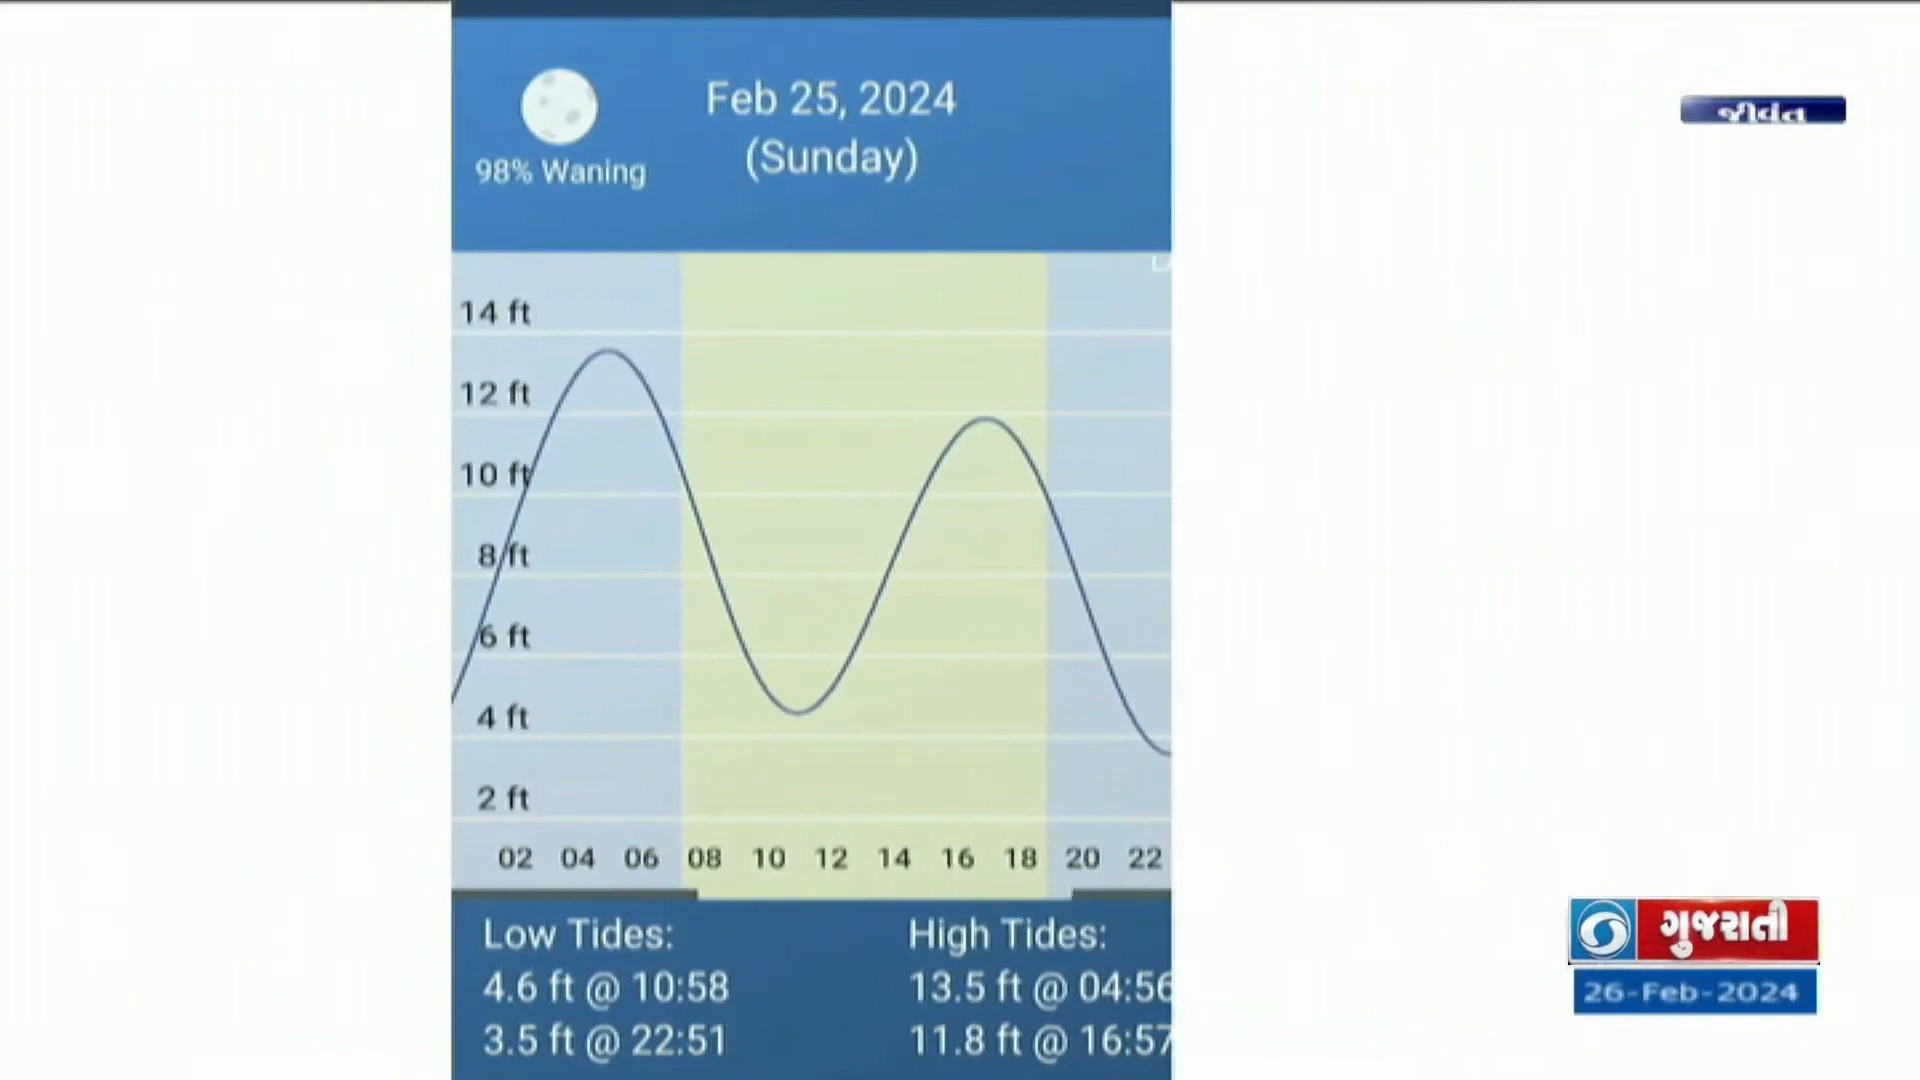 Feb 25, 2024
(Sunday)
98% Waning
જીવંત
14 ft
12 ft
10 ft
8 ft
6 ft
4 ft
2 ft
02 04 06 08 10 12 14 16 18 20 22
Low Tides:
4.6 ft @ 10:58
3.5 ft @ 22:51
High Tides:
13.5 ft @ 04:56
11.8 ft @ 16:57
ગુજરાતી
26-Feb-2024